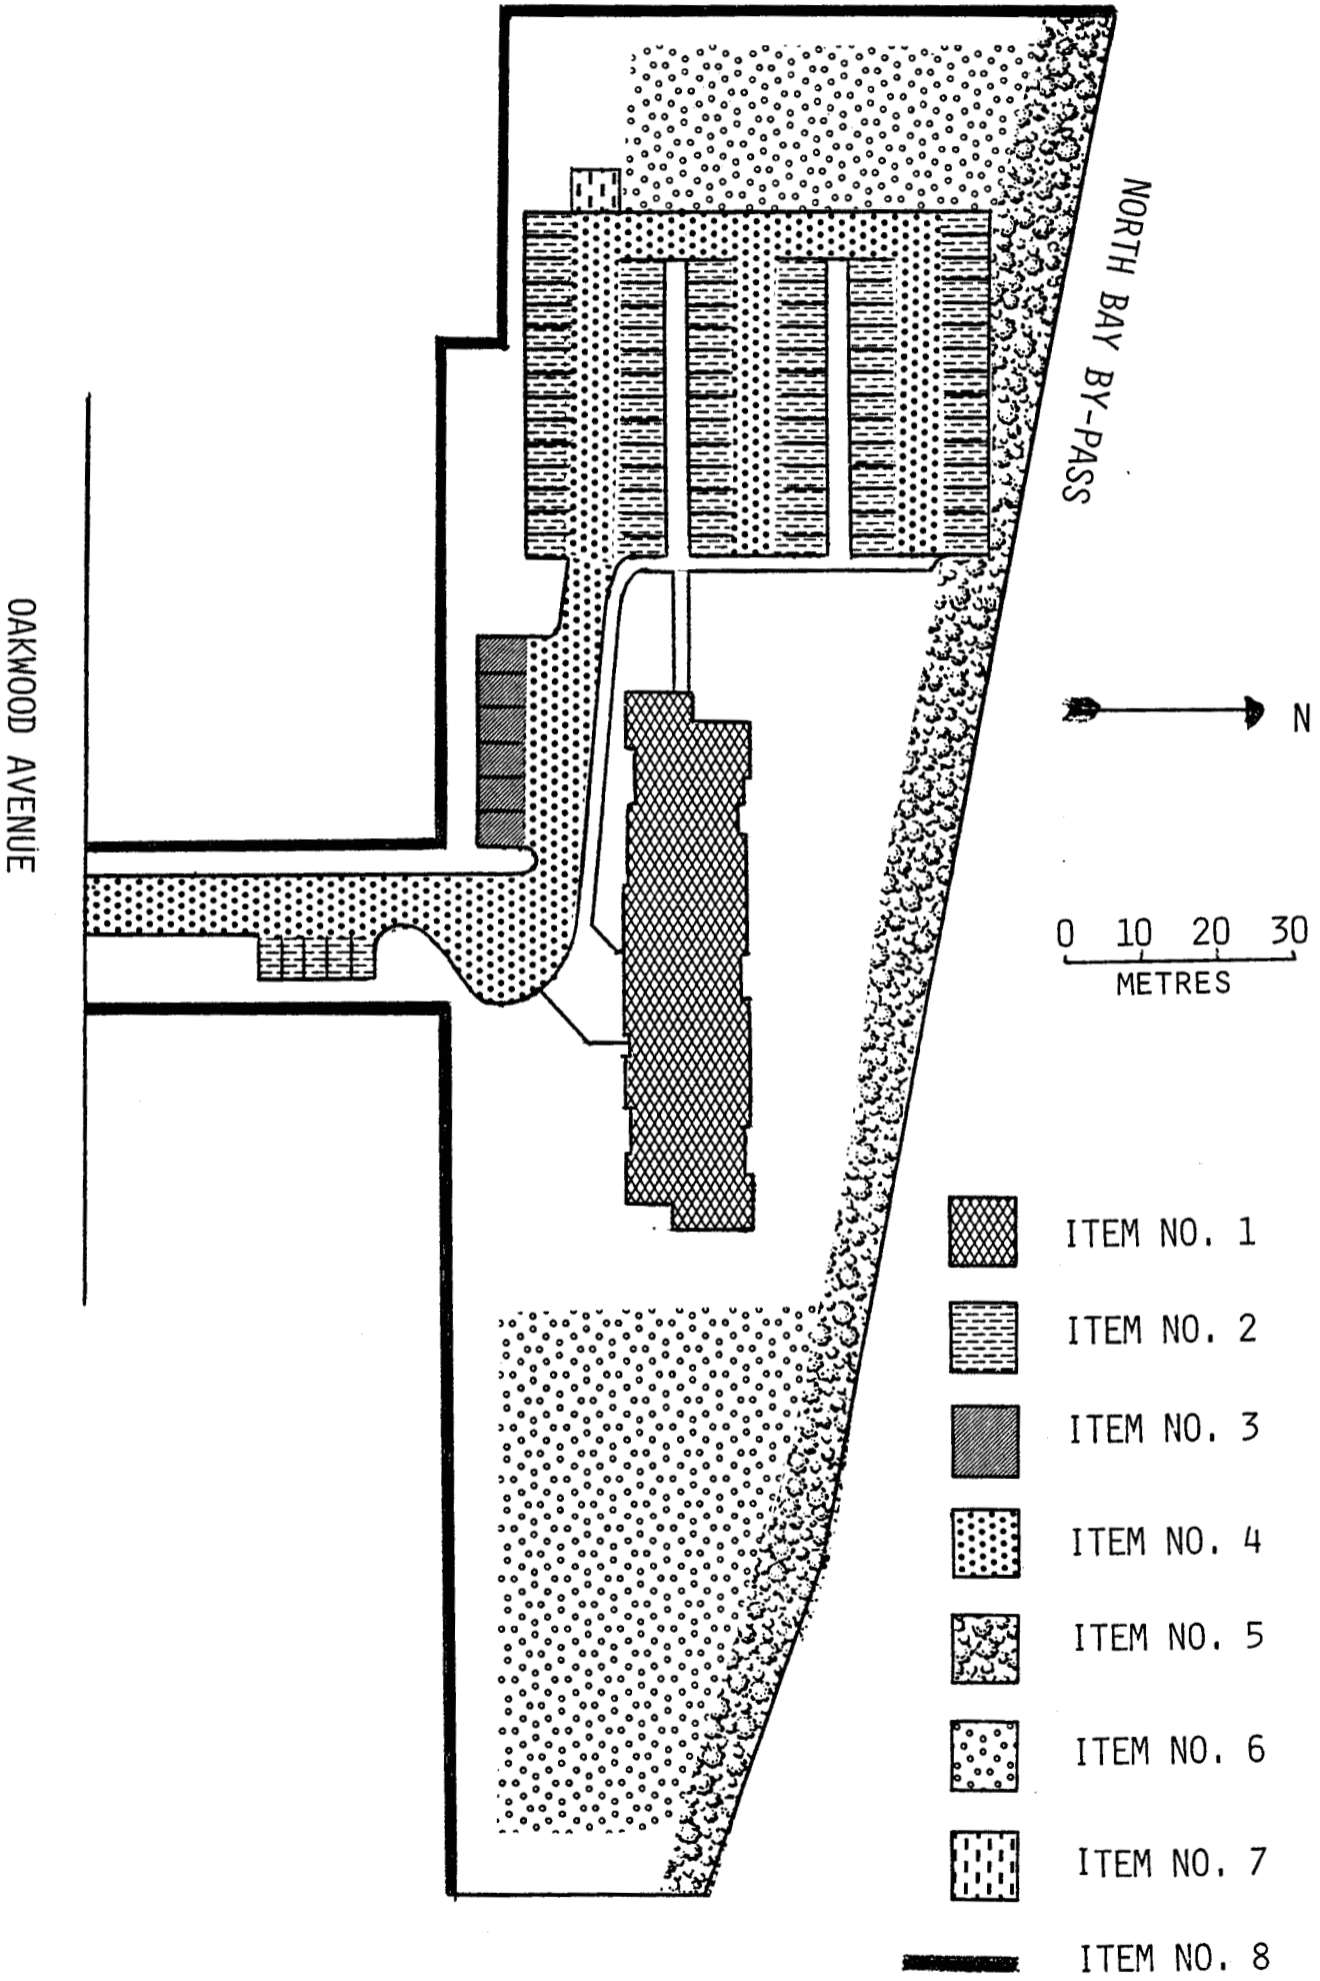 NORTH BAY BY-PASS
OAKWOOD AVENUE
N
0 10 20 30
METRES
ITEM NO. 1
ITEM NO. 2
ITEM NO. 3
ITEM NO. 4
ITEM NO. 5
ITEM NO. 6
ITEM NO. 7
ITEM NO. 8